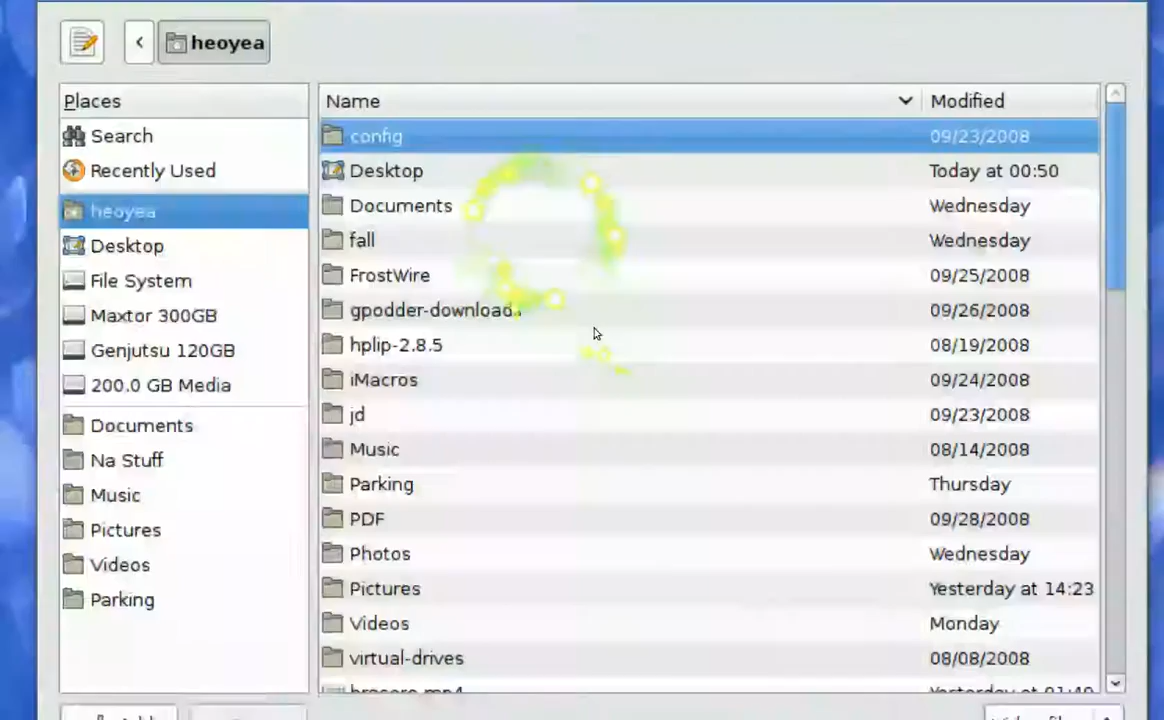 heoyea
Places
Name
Modified
Search
Recently Used
heoyea
Desktop
File System
Maxtor 300GB
Genjutsu 120GB
200.0 GB Media
Documents
Na Stuff
Music
Pictures
Videos
Parking
config 09/23/2008
Desktop Today at 00:50
Documents Wednesday
fall Wednesday
FrostWire 09/25/2008
gpodder-downloads 09/26/2008
hplip-2.8.5 08/19/2008
iMacros 09/24/2008
jd 09/23/2008
Music 08/14/2008
Parking Thursday
PDF 09/28/2008
Photos Wednesday
Pictures Yesterday at 14:23
Videos Monday
virtual-drives 08/08/2008